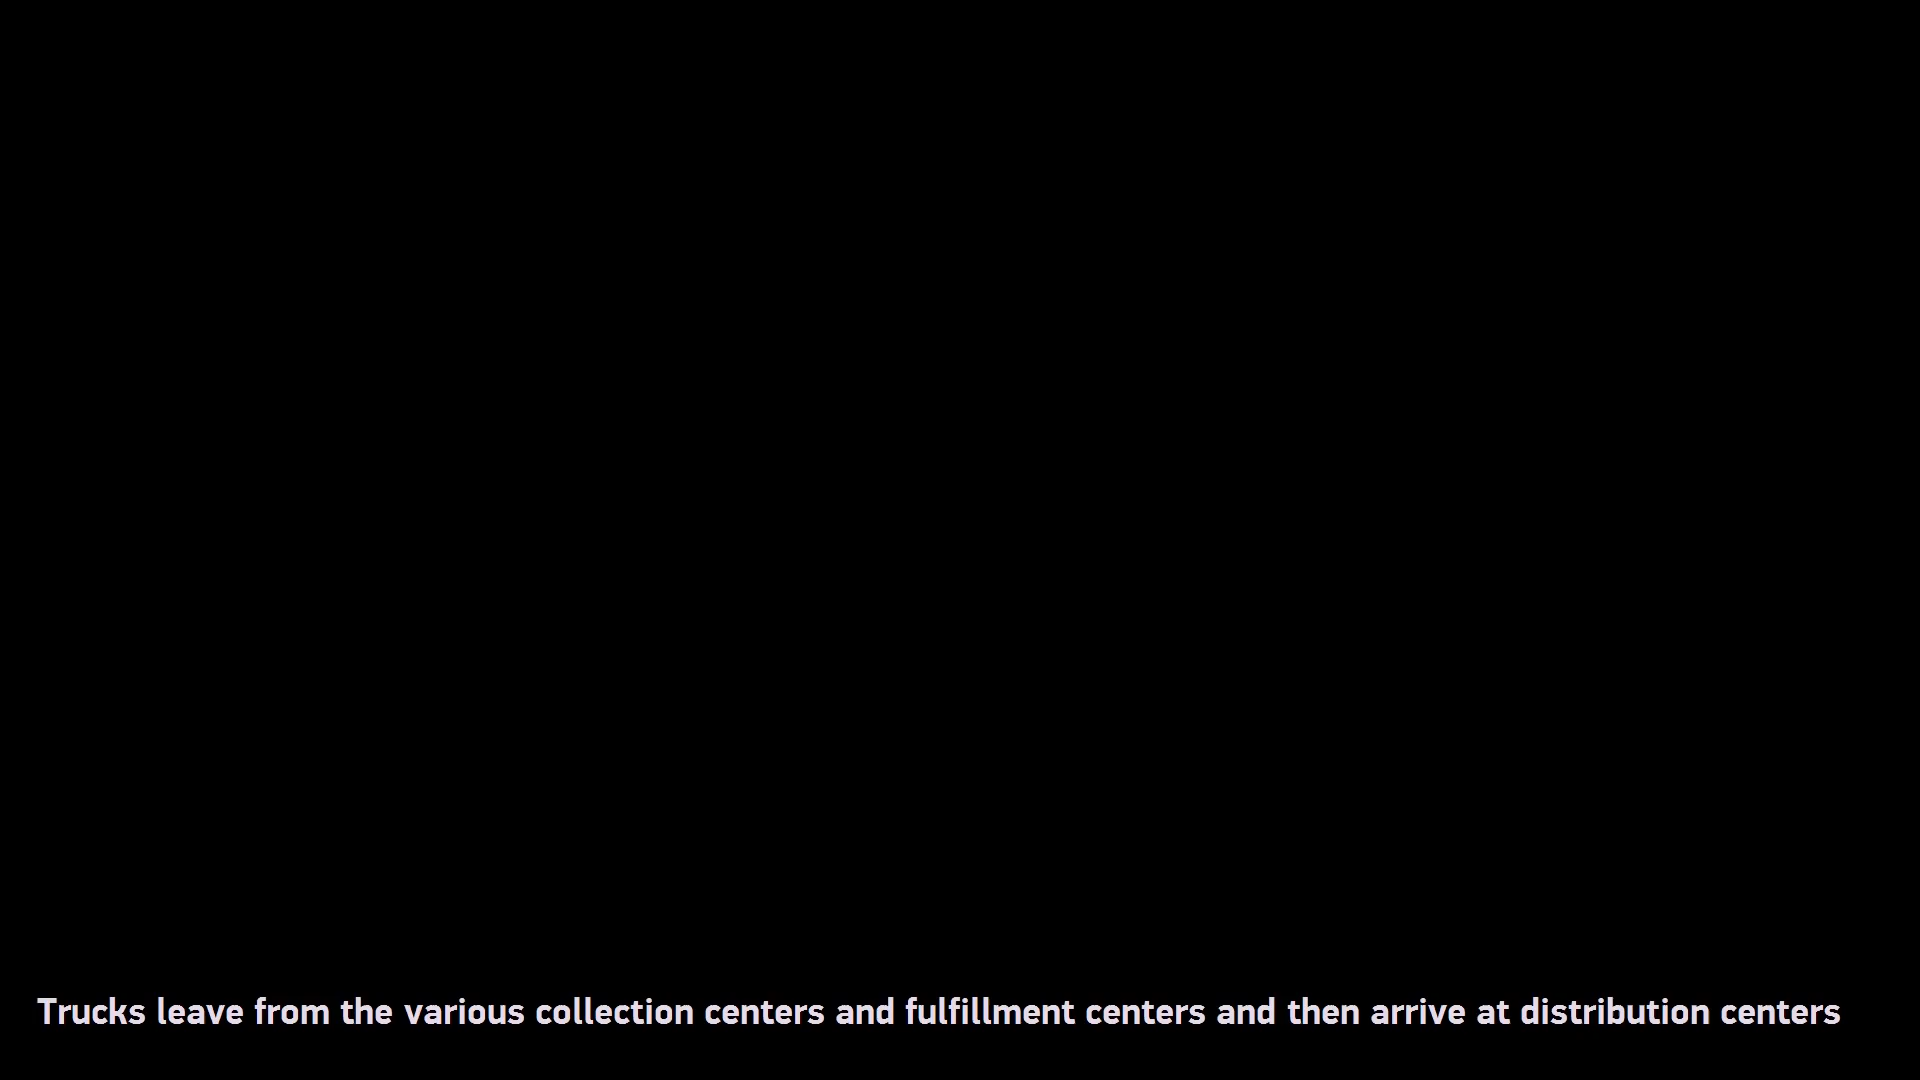 Trucks leave from the various collection centers and fulfillment centers and then arrive at distribution centers